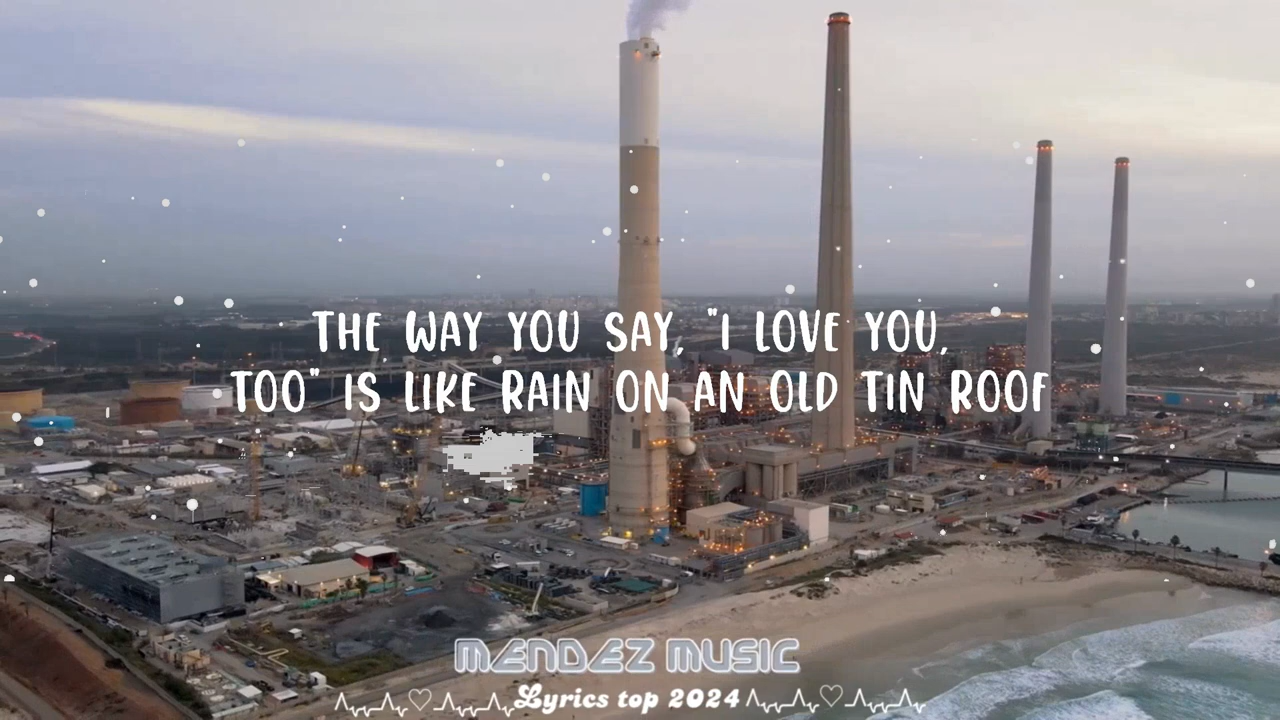 THE WAY YOU SAY, "I LOVE YOU,
TOO" IS LIKE RAIN ON AN OLD TIN ROOF
MENDEZ MUSIC
Lyrics top 2024